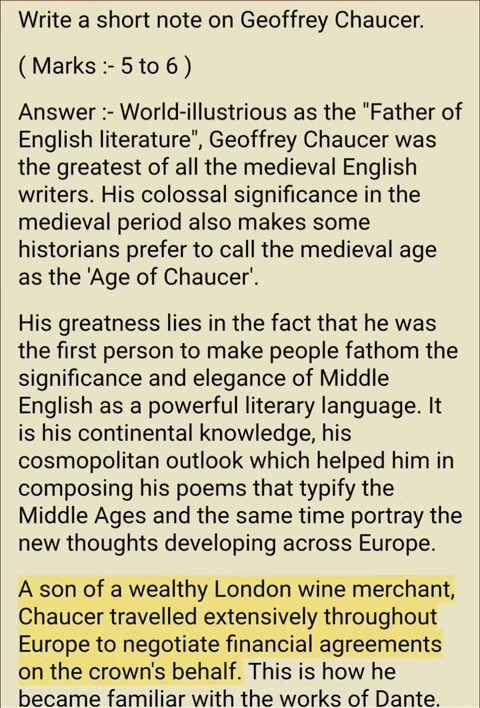 Write a short note on Geoffrey Chaucer.
( Marks :- 5 to 6 )
Answer :- World-illustrious as the "Father of
English literature", Geoffrey Chaucer was
the greatest of all the medieval English
writers. His colossal significance in the
medieval period also makes some
historians prefer to call the medieval age
as the 'Age of Chaucer'.
His greatness lies in the fact that he was
the first person to make people fathom the
significance and elegance of Middle
English as a powerful literary language. It
is his continental knowledge, his
cosmopolitan outlook which helped him in
composing his poems that typify the
Middle Ages and the same time portray the
new thoughts developing across Europe.
A son of a wealthy London wine merchant,
Chaucer travelled extensively throughout
Europe to negotiate financial agreements
on the crown's behalf. This is how he
became familiar with the works of Dante.